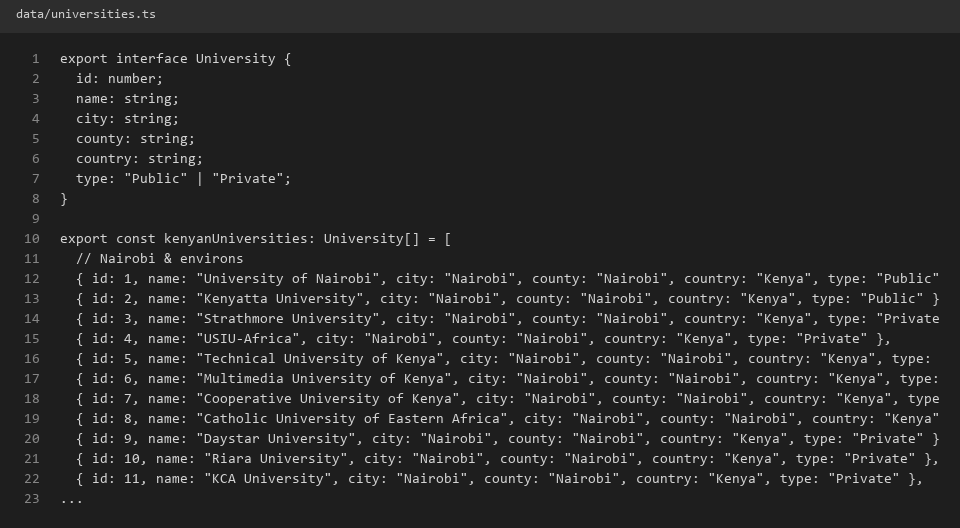 data/universities.ts
1 export interface University {
2 id: number;
3 name: string;
4 city: string;
5 county: string;
6 country: string;
7 type: "Public" | "Private";
8 }
9
10 export const kenyanUniversities: University[] = [
11 // Nairobi & environs
12 { id: 1, name: "University of Nairobi", city: "Nairobi", county: "Nairobi", country: "Kenya", type: "Public"
13 { id: 2, name: "Kenyatta University", city: "Nairobi", county: "Nairobi", country: "Kenya", type: "Public" }
14 { id: 3, name: "Strathmore University", city: "Nairobi", county: "Nairobi", country: "Kenya", type: "Private
15 { id: 4, name: "USIU-Africa", city: "Nairobi", county: "Nairobi", country: "Kenya", type: "Private" },
16 { id: 5, name: "Technical University of Kenya", city: "Nairobi", county: "Nairobi", country: "Kenya", type:
17 { id: 6, name: "Multimedia University of Kenya", city: "Nairobi", county: "Nairobi", country: "Kenya", type:
18 { id: 7, name: "Cooperative University of Kenya", city: "Nairobi", county: "Nairobi", country: "Kenya", type
19 { id: 8, name: "Catholic University of Eastern Africa", city: "Nairobi", county: "Nairobi", country: "Kenya"
20 { id: 9, name: "Daystar University", city: "Nairobi", county: "Nairobi", country: "Kenya", type: "Private" }
21 { id: 10, name: "Riara University", city: "Nairobi", county: "Nairobi", country: "Kenya", type: "Private" },
22 { id: 11, name: "KCA University", city: "Nairobi", county: "Nairobi", country: "Kenya", type: "Private" },
23 ...